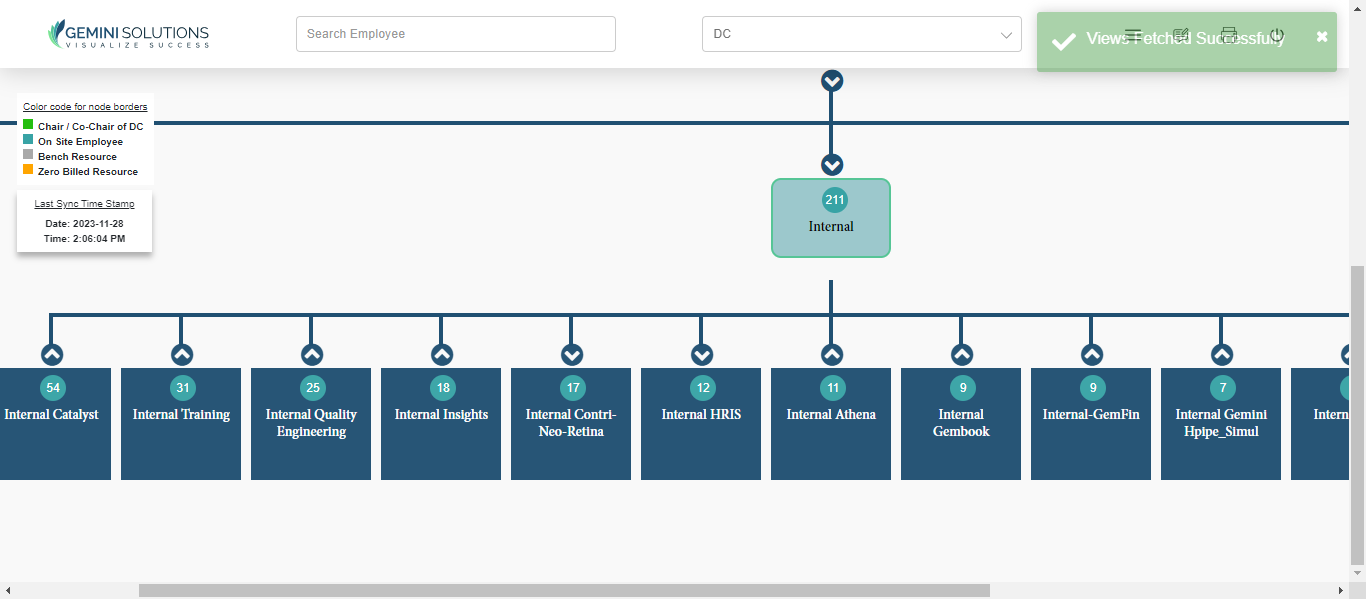 GEMINI SOLUTIONS
VISUALIZE SUCCESS
Search Employee
DC
Views Fetched Successfully
Color code for node borders
Chair / Co-Chair of DC
On Site Employee
Bench Resource
Zero Billed Resource
Last Sync Time Stamp
Date: 2023-11-28
Time: 2:06:04 PM
211
Internal
54
Internal Catalyst
31
Internal Training
25
Internal Quality
Engineering
18
Internal Insights
17
Internal Contri-
Neo-Retina
12
Internal HRIS
11
Internal Athena
9
Internal
Gembook
9
Internal-GemFin
7
Internal Gemini
Hpipe_Simul